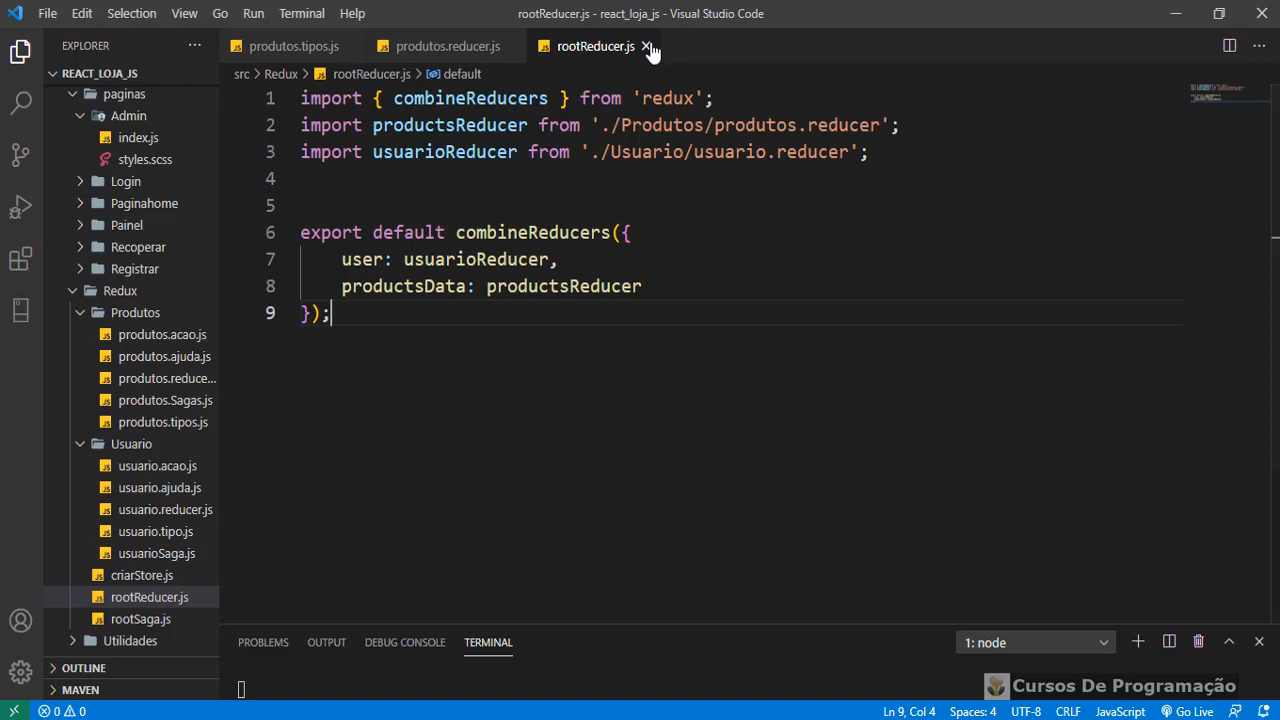 File Edit Selection View Go Run Terminal Help rootReducer.js - react_loja_js - Visual Studio Code
EXPLORER
REACT_LOJA_JS
paginas
Admin
index.js
styles.scss
Login
Paginahome
Painel
Recoperar
Registrar
Redux
Produtos
produtos.acao.js
produtos.ajuda.js
produtos.reduce...
produtos.Sagas.js
produtos.tipos.js
Usuario
usuario.acao.js
usuario.ajuda.js
usuario.reducer.js
usuario.tipo.js
usuarioSaga.js
criarStore.js
rootReducer.js
rootSaga.js
Utilidades
OUTLINE
MAVEN
JS produtos.tipos.js JS produtos.reducer.js JS rootReducer.js
src > Redux > JS rootReducer.js > default
1 import { combineReducers } from 'redux';
2 import productsReducer from './Produtos/produtos.reducer';
3 import usuarioReducer from './Usuario/usuario.reducer';
4
5
6 export default combineReducers({
7 user: usuarioReducer,
8 productsData: productsReducer
9 });
PROBLEMS OUTPUT DEBUG CONSOLE TERMINAL 1: node
Cursos De Programação
0 0 Ln 9, Col 4 Spaces: 4 UTF-8 CRLF JavaScript Go Live